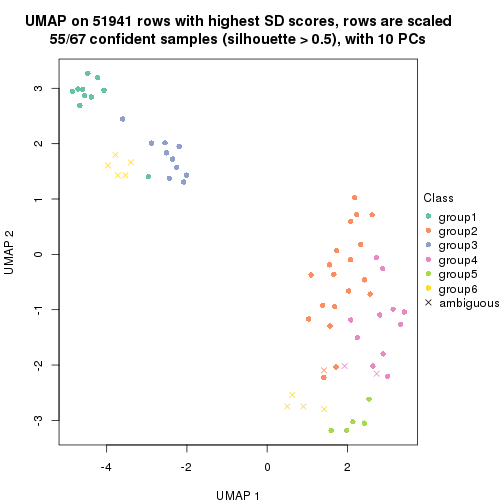 UMAP on 51941 rows with highest SD scores, rows are scaled
55/67 confident samples (silhouette > 0.5), with 10 PCs
3
2
1
0
-1
-2
-3
UMAP 2
-4
-2
0
2
UMAP 1
Class
group1
group2
group3
group4
group5
group6
ambiguous